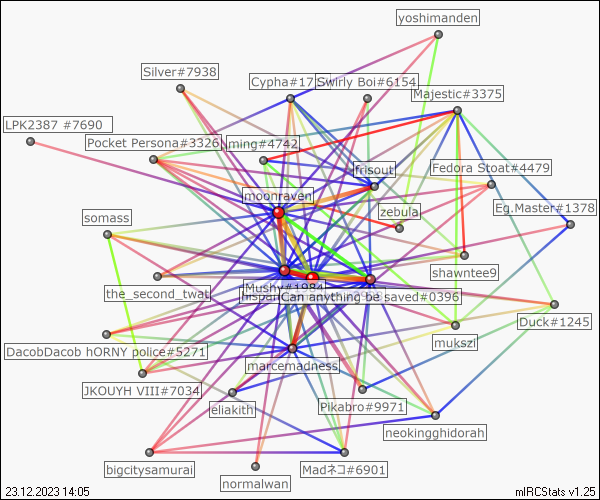 yoshimanden
Silver#7938
Cypha#17
Swirly Boi#6154
Majestic#3375
LPK2387 #7690
Pocket Persona#3326
ming#4742
frisout
Fedora Stoat#4479
moonraven
somass
zebula
Eg.Master#1378
shawntee9
the_second_twat
Mushy#1984
Can anything be saved#0396
Duck#1245
mukszi
DacobDacob hORNY police#5271
marcemadness
JKOUYH VIII#7034
eliakith
Pikabro#9971
neokingghidorah
bigcitysamurai
Madネコ#6901
normalwan
23.12.2023 14:05
mIRCStats v1.25